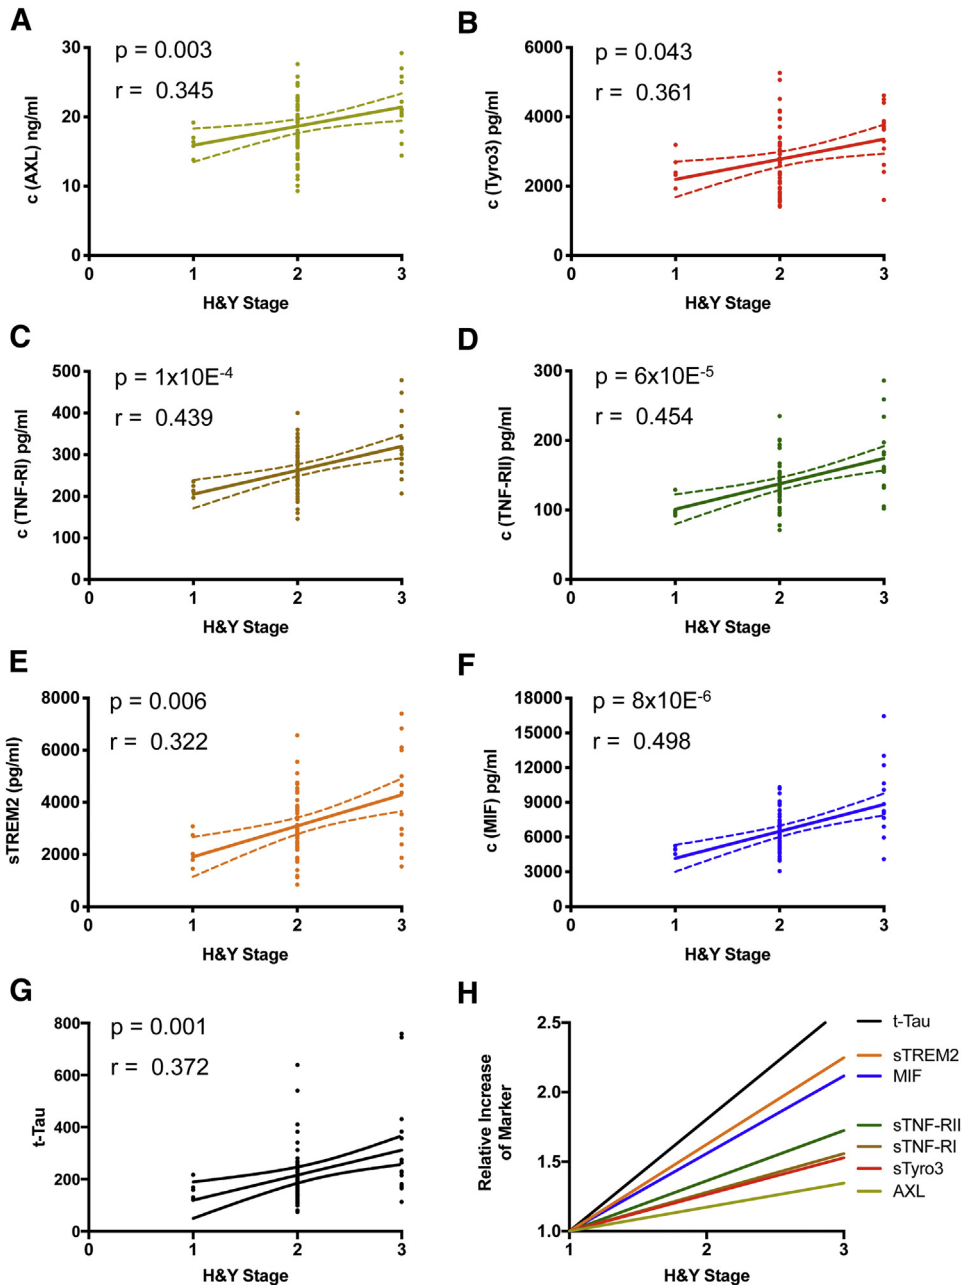 A
p = 0.003
r = 0.345
c (AXL) ng/ml
30
20
10
0
0 1 2 3
H&Y Stage
B
p = 0.043
r = 0.361
c (Tyro3) pg/ml
6000
4000
2000
0
0 1 2 3
H&Y Stage
C
p = 1x10E-4
r = 0.439
c (TNF-RI) pg/ml
500
400
300
200
100
0
0 1 2 3
H&Y Stage
D
p = 6x10E-5
r = 0.454
c (TNF-RII) pg/ml
300
200
100
0
0 1 2 3
H&Y Stage
E
p = 0.006
r = 0.322
sTREM2 (pg/ml)
8000
6000
4000
2000
0
0 1 2 3
H&Y Stage
F
p = 8x10E-6
r = 0.498
c (MIF) pg/ml
18000
15000
12000
9000
6000
3000
0
0 1 2 3
H&Y Stage
G
p = 0.001
r = 0.372
t-Tau
800
600
400
200
0
0 1 2 3
H&Y Stage
H
Relative Increase
of Marker
2.5
2.0
1.5
1.0
1 2 3
H&Y Stage
t-Tau
sTREM2
MIF
sTNF-RII
sTNF-RI
sTyro3
AXL